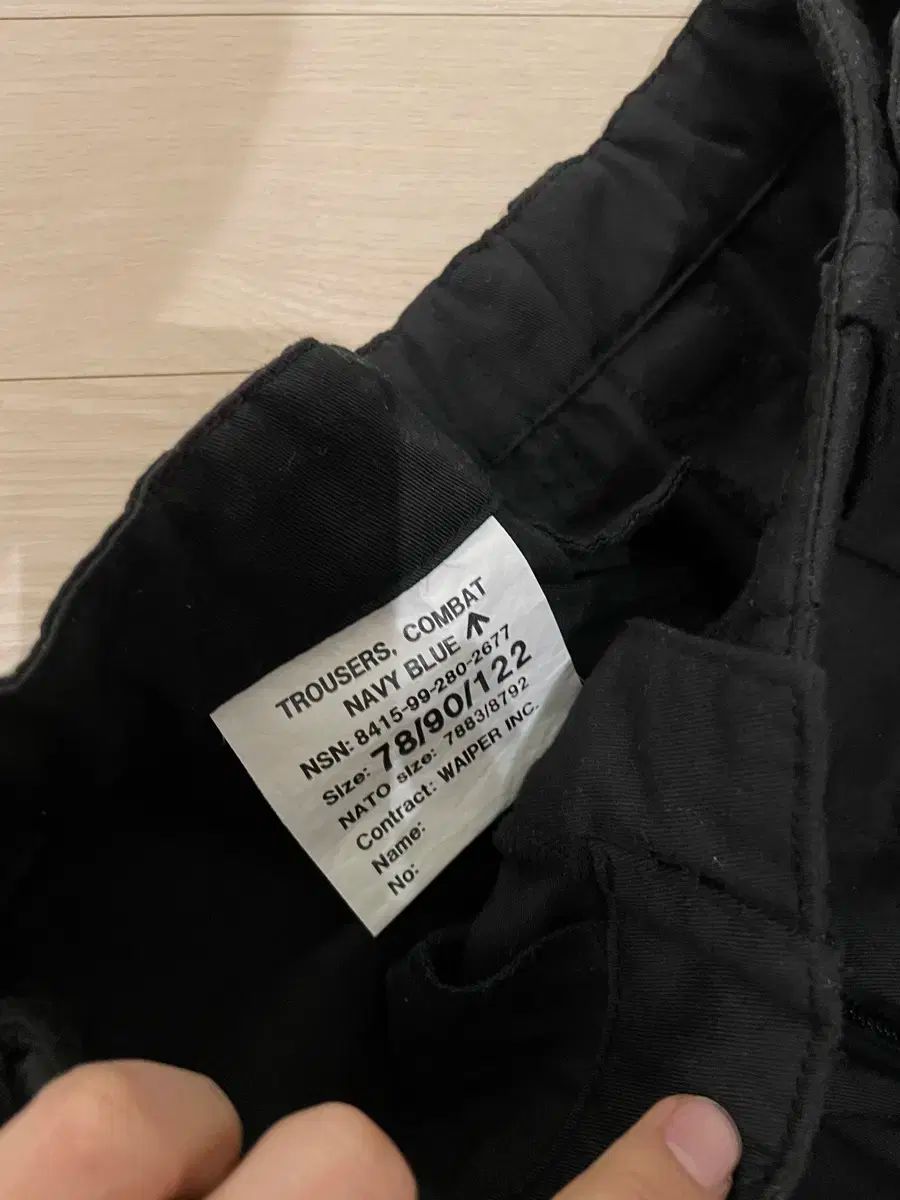 TROUSERS, COMBAT
NAVY BLUE
NSN: 8415-99-280-2677
Size: 78/90/122
NATO size: 7883/8792
Contract: WAIPER INC.
Name:
No: